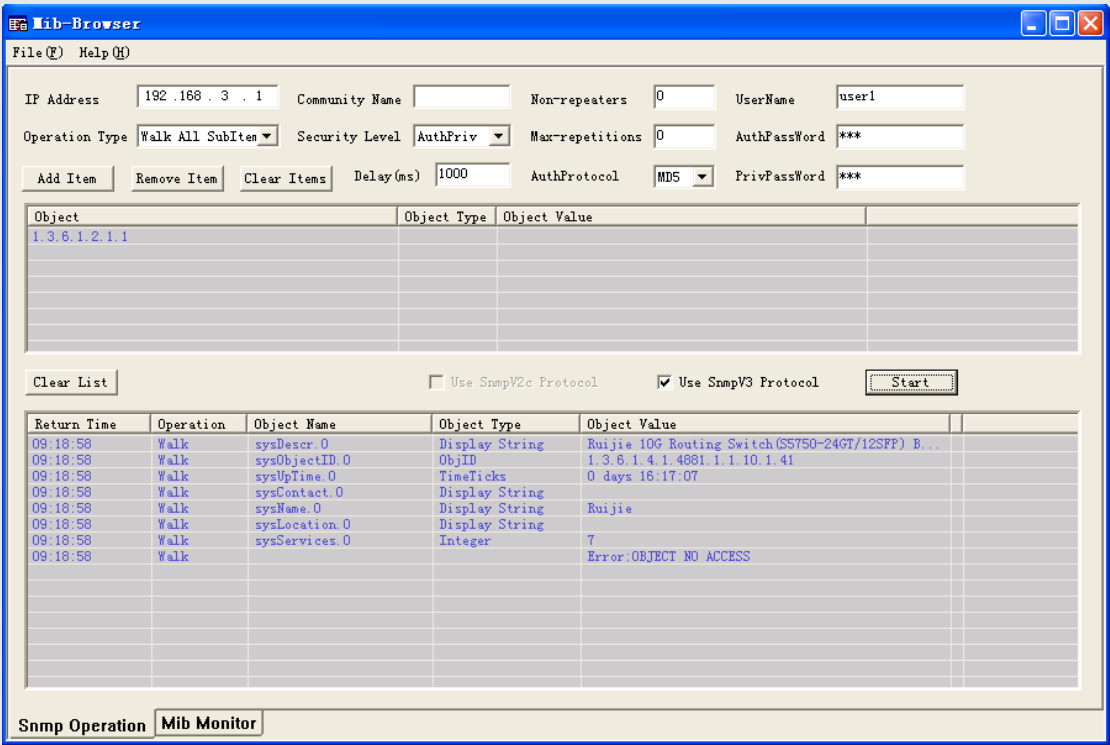 Mib-Browser
File(F) Help(H)
IP Address 192 .168 . 3 . 1 Community Name Non-repeaters 0 UserName user1
Operation Type Walk All SubIten Security Level AuthPriv Max-repetitions 0 AuthPassWord ***
Add Item Remove Item Clear Items Delay(ms) 1000 AuthProtocol MD5 PrivPassWord ***
Object Object Type Object Value
1.3.6.1.2.1.1
Clear List Use SnmpV2c Protocol Use SnmpV3 Protocol Start
Return Time Operation Object Name Object Type Object Value
09:18:58 Walk sysDescr.0 Display String Ruijie 10G Routing Switch(S5750-24GT/12SFP) B...
09:18:58 Walk sysObjectID.0 ObjID 1.3.6.1.4.1.4881.1.1.10.1.41
09:18:58 Walk sysUpTime.0 TimeTicks 0 days 16:17:07
09:18:58 Walk sysContact.0 Display String
09:18:58 Walk sysName.0 Display String Ruijie
09:18:58 Walk sysLocation.0 Display String
09:18:58 Walk sysServices.0 Integer 7
09:18:58 Walk Error:OBJECT NO ACCESS
Snmp Operation Mib Monitor